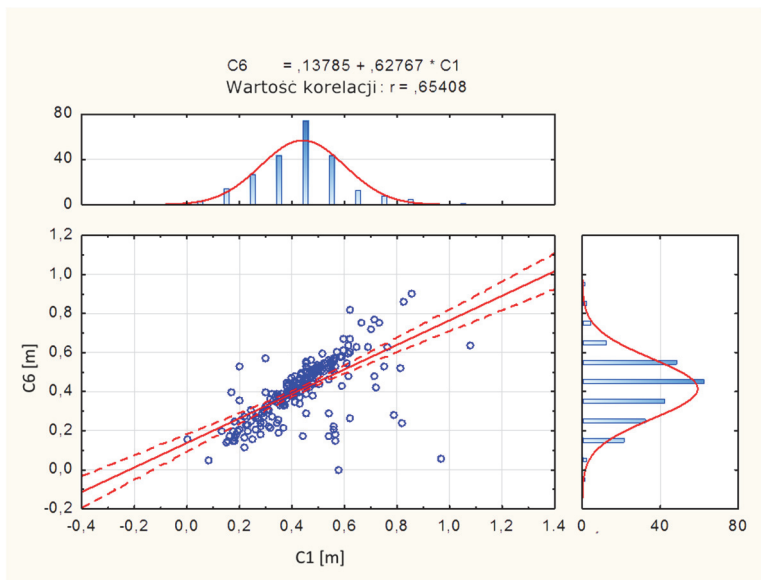 C6 = ,13785 + ,62767 * C1
Wartość korelacji: r = ,65408
80
40
0
1,2
1,0
0,8
0,6
0,4
0,2
0,0
-0,2
C6 [m]
-0,4 -0,2 0,0 0,2 0,4 0,6 0,8 1,0 1,2 1.4
C1 [m]
0 40 80